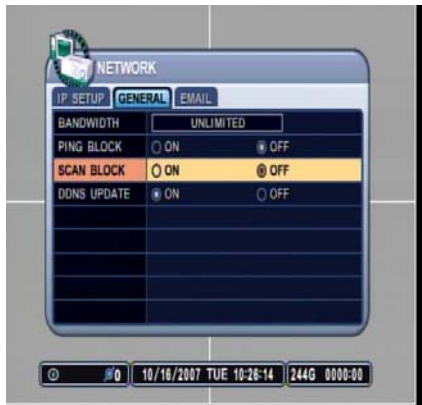 NETWORK
IP SETUP GENERAL EMAIL
BANDWIDTH UNLIMITED
PING BLOCK ON OFF
SCAN BLOCK ON OFF
DDNS UPDATE ON OFF
0 10/16/2007 TUE 10:26:14 244G 0000:00